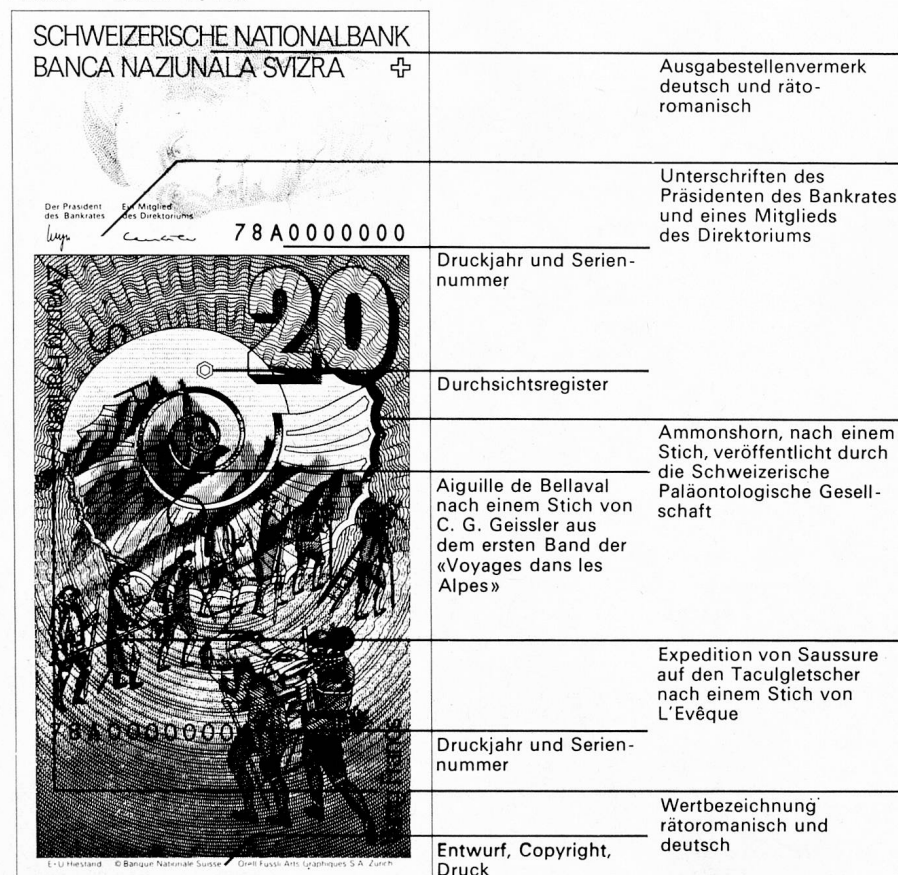 SCHWEIZERISCHE NATIONALBANK
BANCA NAZIUNALA SVIZRA
Ausgabestellenvermerk
deutsch und räto-
romanisch
Der Präsident
des Bankrates
Ein Mitglied
des Direktoriums
78A0000000
Unterschriften des
Präsidenten des Bankrates
und eines Mitglieds
des Direktoriums
Druckjahr und Serien-
nummer
20
Zwanzig Franken
Durchsichtsregister
Ammonshorn, nach einem
Stich, veröffentlicht durch
die Schweizerische
Paläontologische Gesell-
schaft
Aiguille de Bellaval
nach einem Stich von
C. G. Geissler aus
dem ersten Band der
«Voyages dans les
Alpes»
Expedition von Saussure
auf den Taculgletscher
nach einem Stich von
L'Evêque
78A0000000
Druckjahr und Serien-
nummer
Wertbezeichnung
rätoromanisch und
deutsch
Entwurf, Copyright,
Druck
E+U Hiestand © Banque Nationale Suisse Orell Füssli Arts Graphiques S.A. Zurich